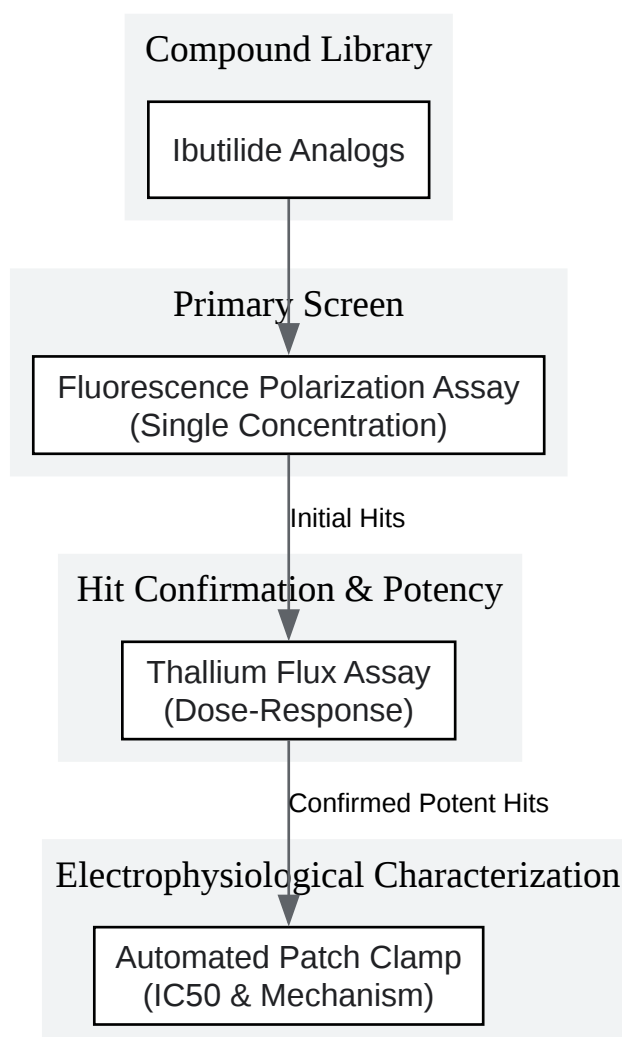 Compound Library
Ibutilide Analogs
Primary Screen
Fluorescence Polarization Assay
(Single Concentration)
Initial Hits
Hit Confirmation & Potency
Thallium Flux Assay
(Dose-Response)
Confirmed Potent Hits
Electrophysiological Characterization
Automated Patch Clamp
(IC50 & Mechanism)